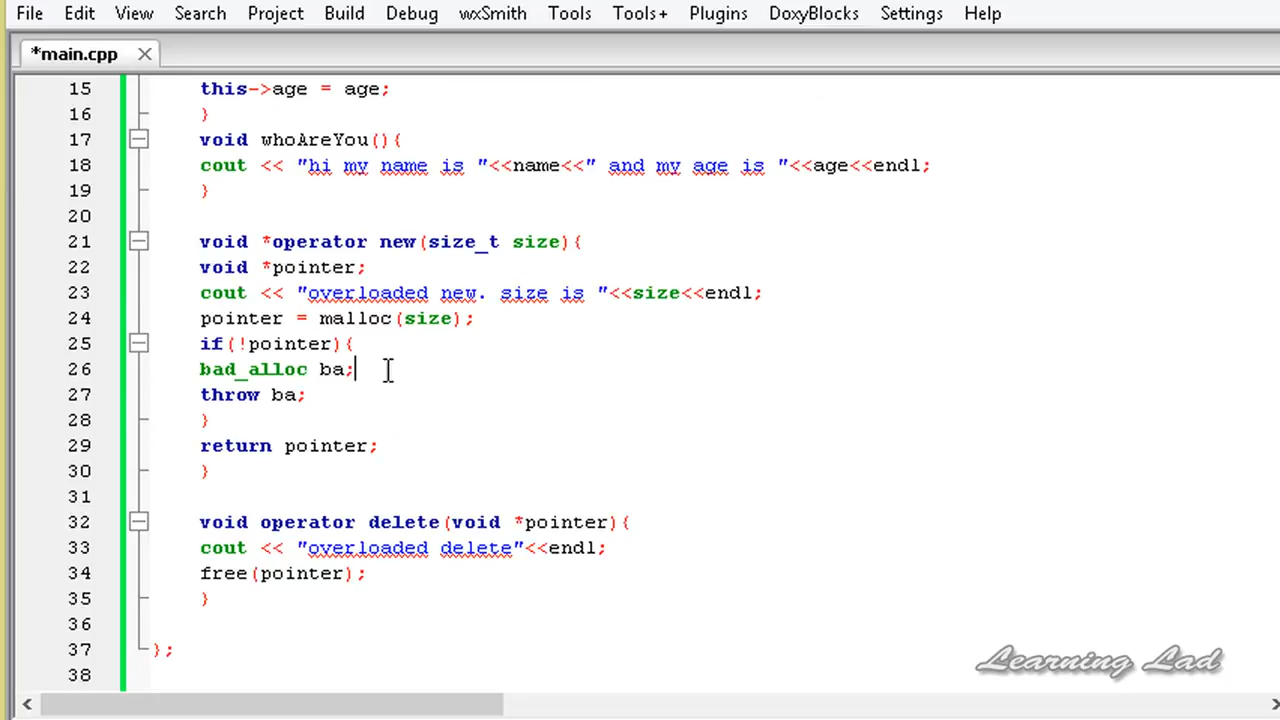 File Edit View Search Project Build Debug wxSmith Tools Tools+ Plugins DoxyBlocks Settings Help
*main.cpp
15 this->age = age;
16 }
17 void whoAreYou(){
18 cout << "hi my name is "<<name<<" and my age is "<<age<<endl;
19 }
20
21 void *operator new(size_t size){
22 void *pointer;
23 cout << "overloaded new. size is "<<size<<endl;
24 pointer = malloc(size);
25 if(!pointer){
26 bad_alloc ba;
27 throw ba;
28 }
29 return pointer;
30 }
31
32 void operator delete(void *pointer){
33 cout << "overloaded delete"<<endl;
34 free(pointer);
35 }
36
37 };
38
Learning Lad